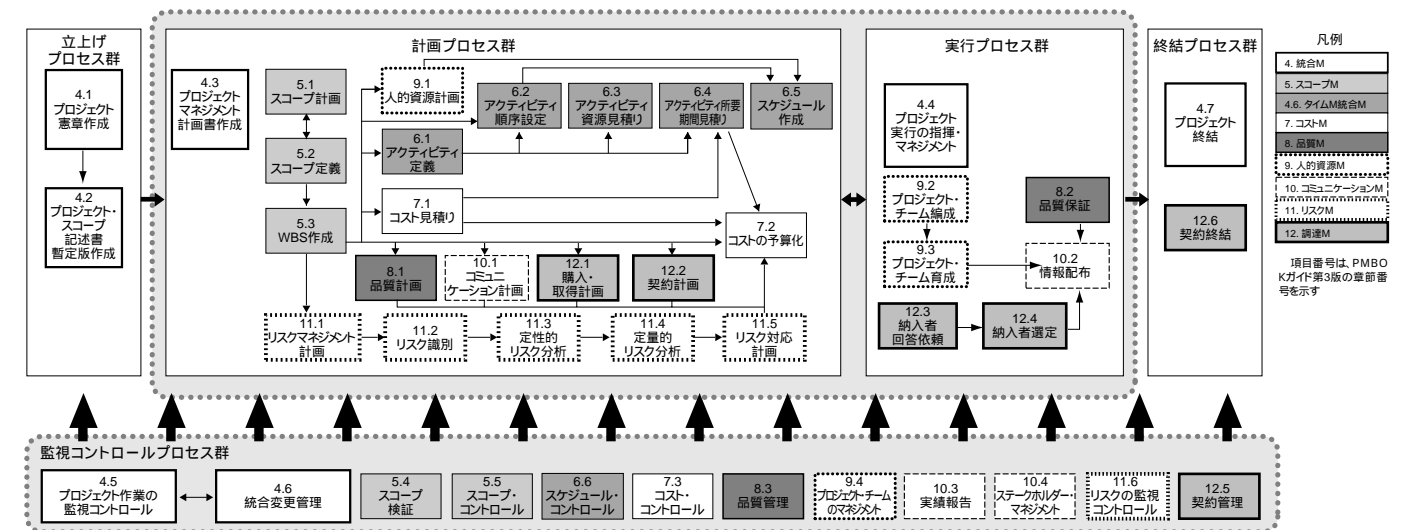 立上げ
プロセス群
4.1
プロジェクト
憲章作成
4.2
プロジェクト・
スコープ
記述書
暫定版作成
計画プロセス群
4.3
プロジェクト
マネジメント
計画書作成
5.1
スコープ計画
5.2
スコープ定義
5.3
WBS作成
9.1
人的資源計画
6.1
アクティビティ
定義
7.1
コスト見積り
6.2
アクティビティ
順序設定
6.3
アクティビティ
資源見積り
6.4
アクティビティ所要
期間見積り
6.5
スケジュール
作成
7.2
コストの予算化
8.1
品質計画
10.1
コミュニ
ケーション計画
12.1
購入・
取得計画
12.2
契約計画
11.1
リスクマネジメント
計画
11.2
リスク識別
11.3
定性的
リスク分析
11.4
定量的
リスク分析
11.5
リスク対応
計画
実行プロセス群
4.4
プロジェクト
実行の指揮・
マネジメント
9.2
プロジェクト・
チーム編成
9.3
プロジェクト・
チーム育成
8.2
品質保証
10.2
情報配布
12.3
納入者
回答依頼
12.4
納入者選定
終結プロセス群
4.7
プロジェクト
終結
12.6
契約終結
凡例
4. 統合M
5. スコープM
4.6. タイムM統合M
7. コストM
8. 品質M
9. 人的資源M
10. コミュニケーションM
11. リスクM
12. 調達M
項目番号は、PMBO
Kガイド第3版の章節番
号を示す
監視コントロールプロセス群
4.5
プロジェクト作業の
監視コントロール
4.6
統合変更管理
5.4
スコープ
検証
5.5
スコープ・
コントロール
6.6
スケジュール・
コントロール
7.3
コスト・
コントロール
8.3
品質管理
9.4
プロジェクト・チーム
のマネジメント
10.3
実績報告
10.4
ステークホルダー・
マネジメント
11.6
リスクの監視
コントロール
12.5
契約管理